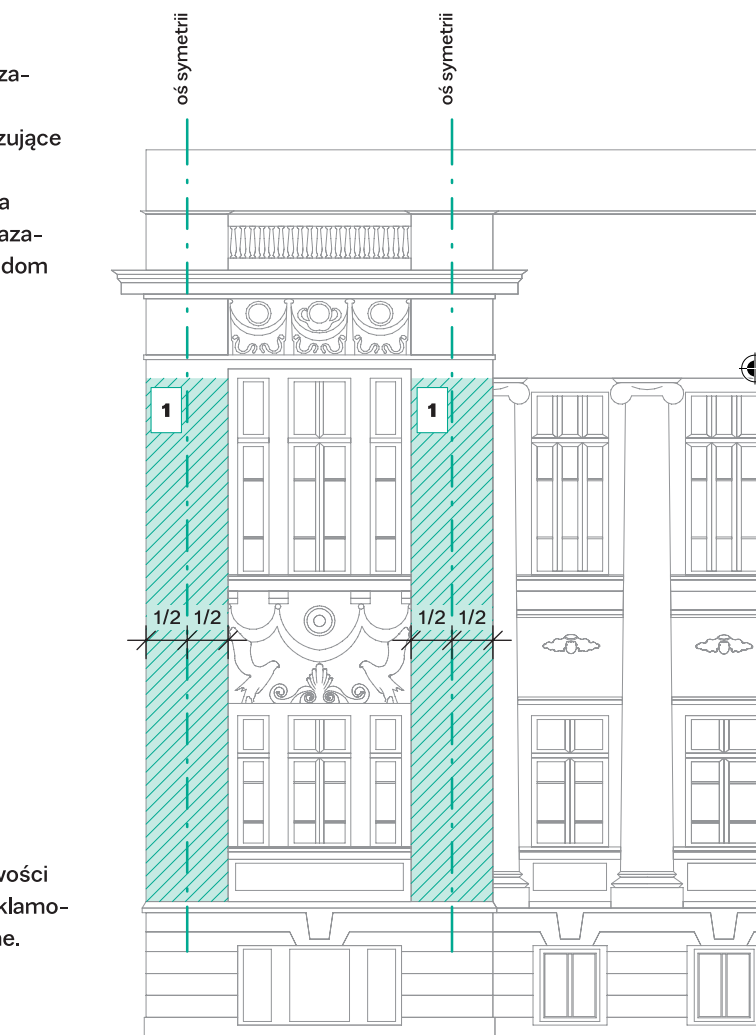 za-
zujące
a
aza-
dom
wości
klamo-
e.
oś symetrii
oś symetrii
1
1
1/2 1/2
1/2 1/2